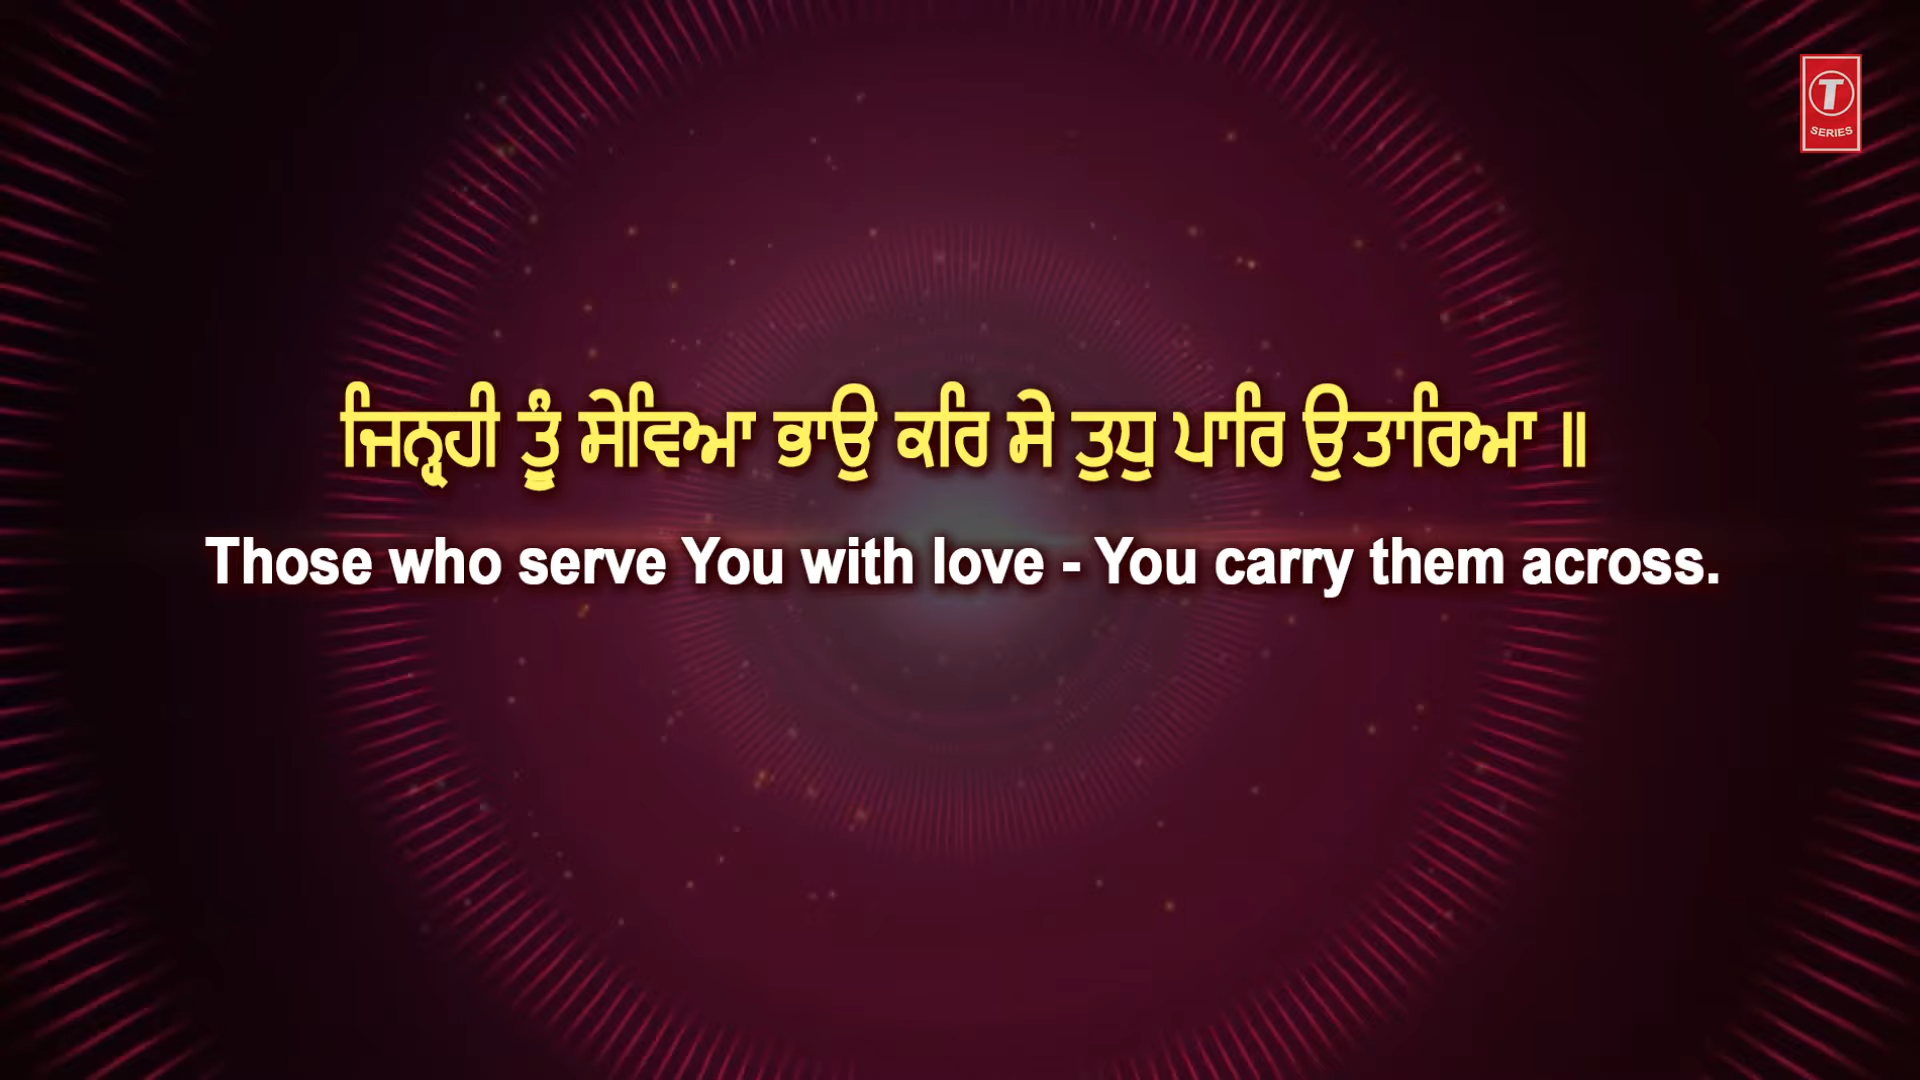 T
SERIES
ਜਿਨ੍ਹੀ ਤੂੰ ਸੇਵਿਆ ਭਾਉ ਕਰਿ ਸੇ ਤੁਧੁ ਪਾਰਿ ਉਤਾਰਿਆ ॥
Those who serve You with love - You carry them across.